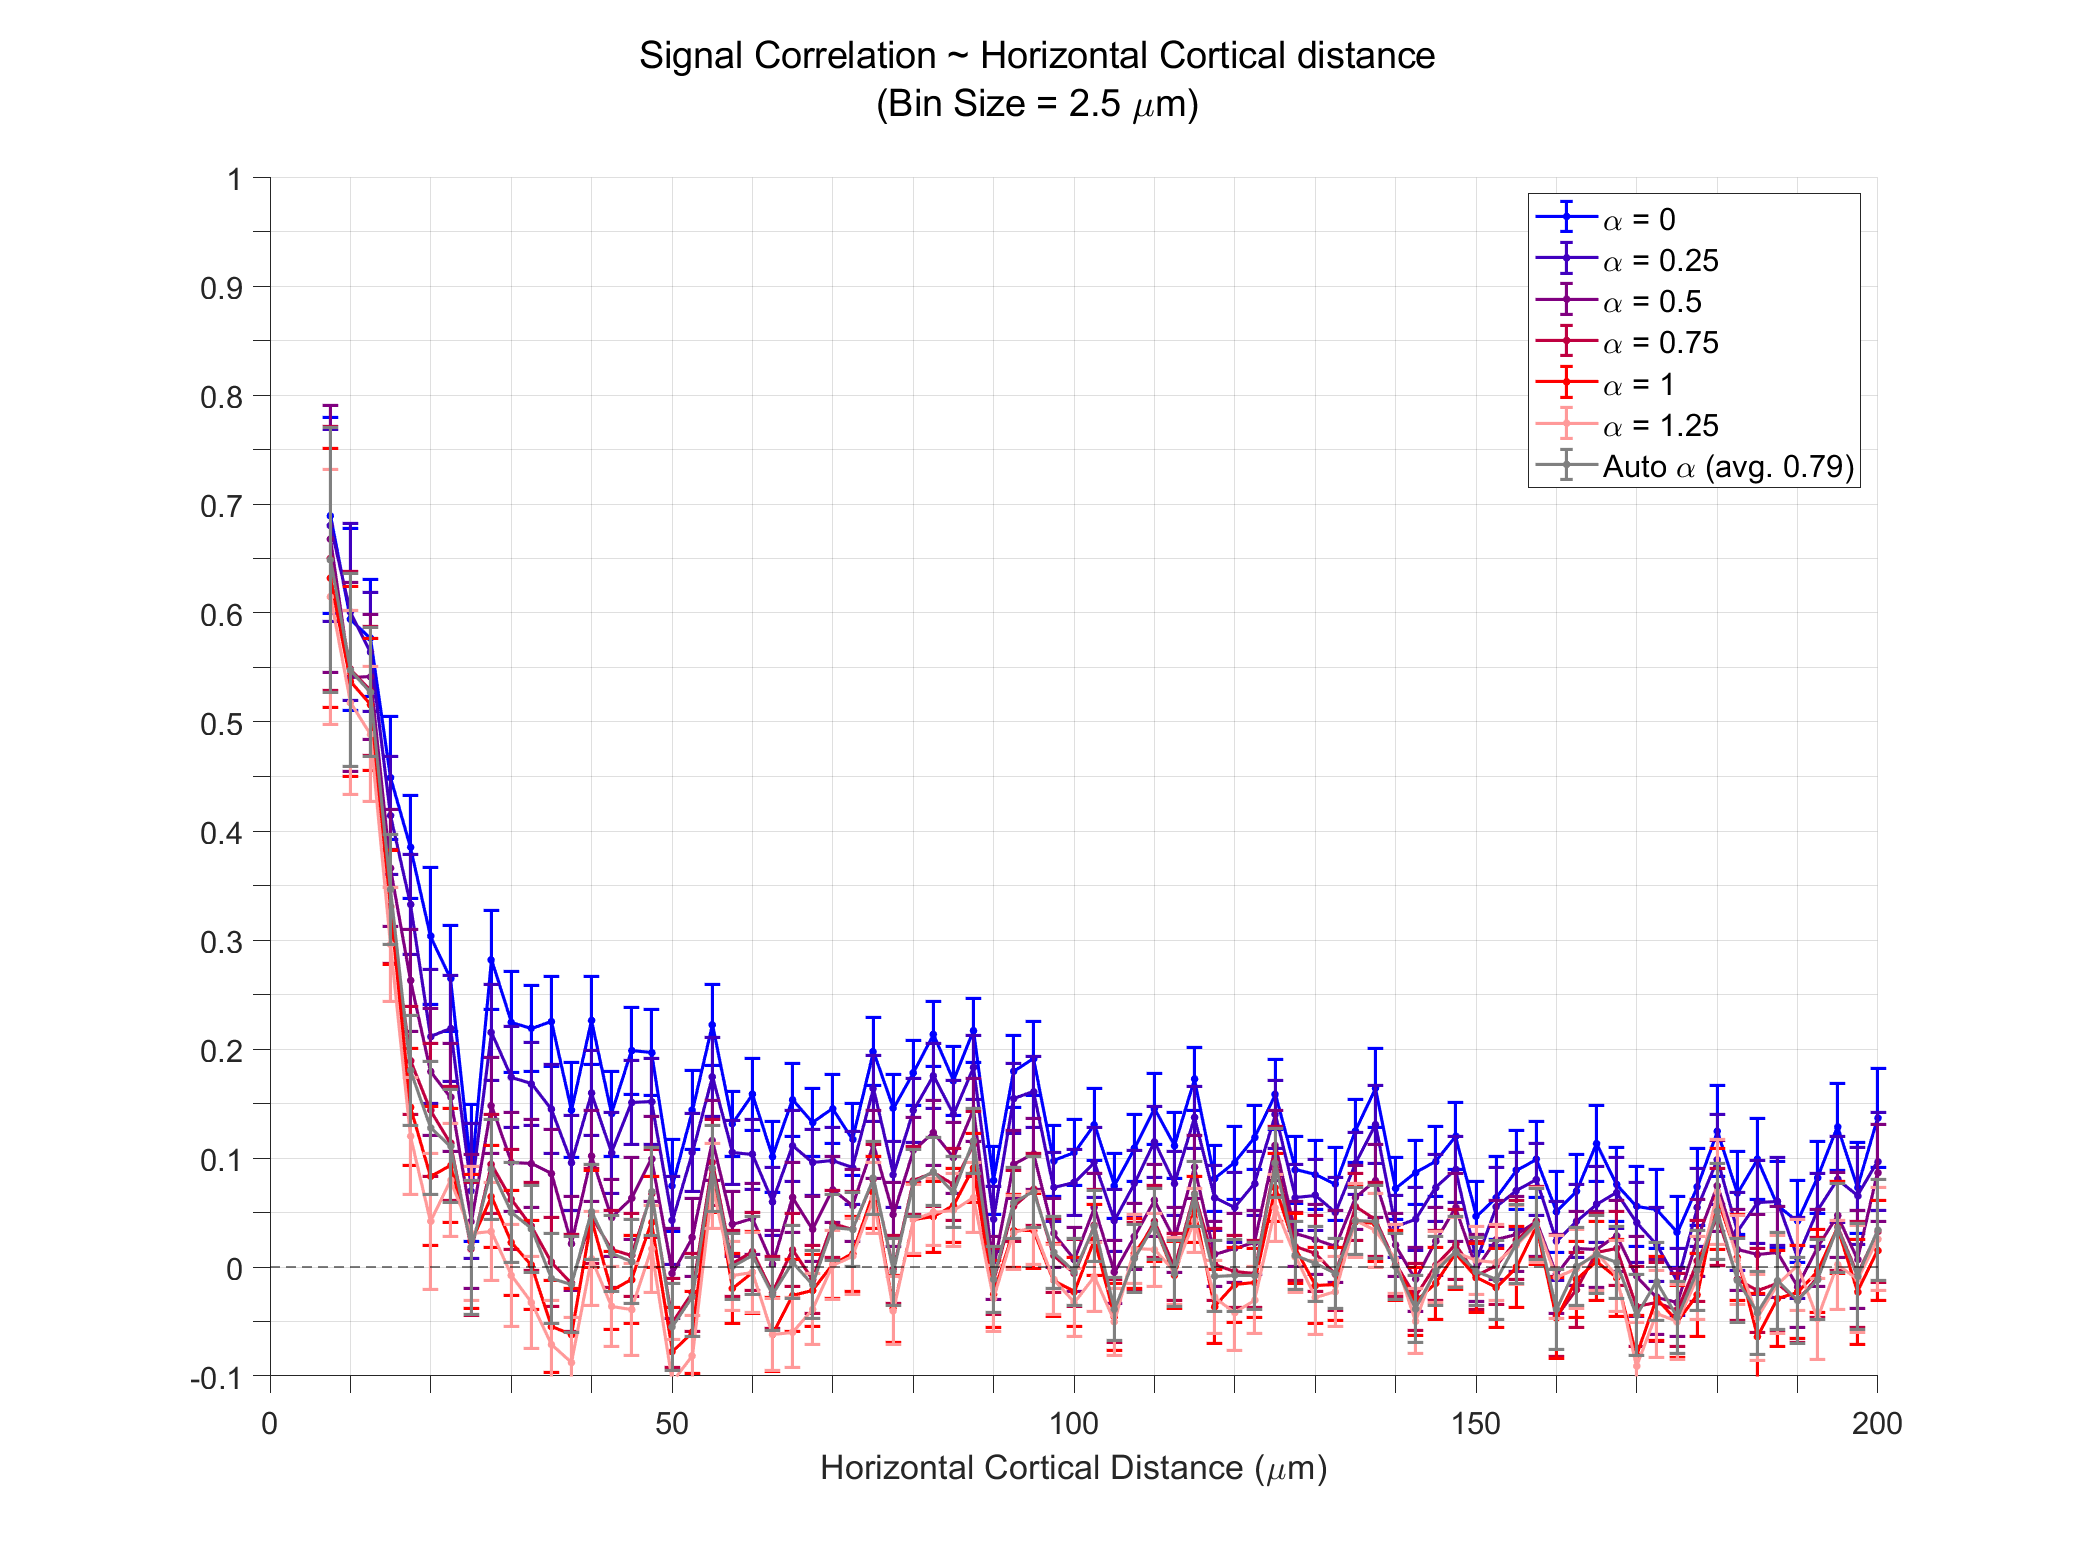 Signal Correlation ~ Horizontal Cortical distance
(Bin Size = 2.5 μm)
1
0.9
0.8
0.7
0.6
0.5
0.4
0.3
0.2
0.1
0
-0.1
α = 0
α = 0.25
α = 0.5
α = 0.75
α = 1
α = 1.25
Auto α (avg. 0.79)
0 50 100 150 200
Horizontal Cortical Distance (μm)